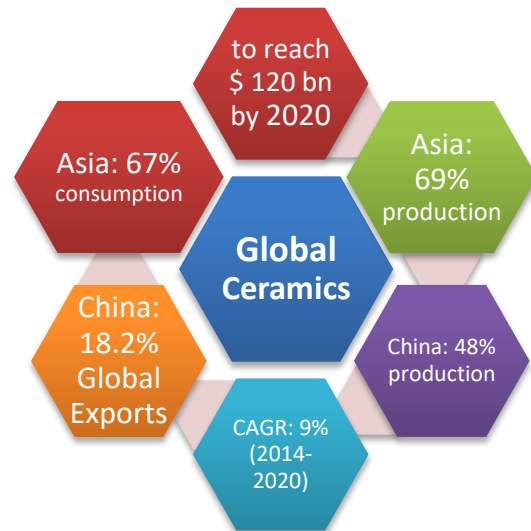 to reach
$ 120 bn
by 2020
Asia: 67%
consumption
Asia:
69%
production
Global
Ceramics
China:
18.2%
Global
Exports
China: 48%
production
CAGR: 9%
(2014-
2020)